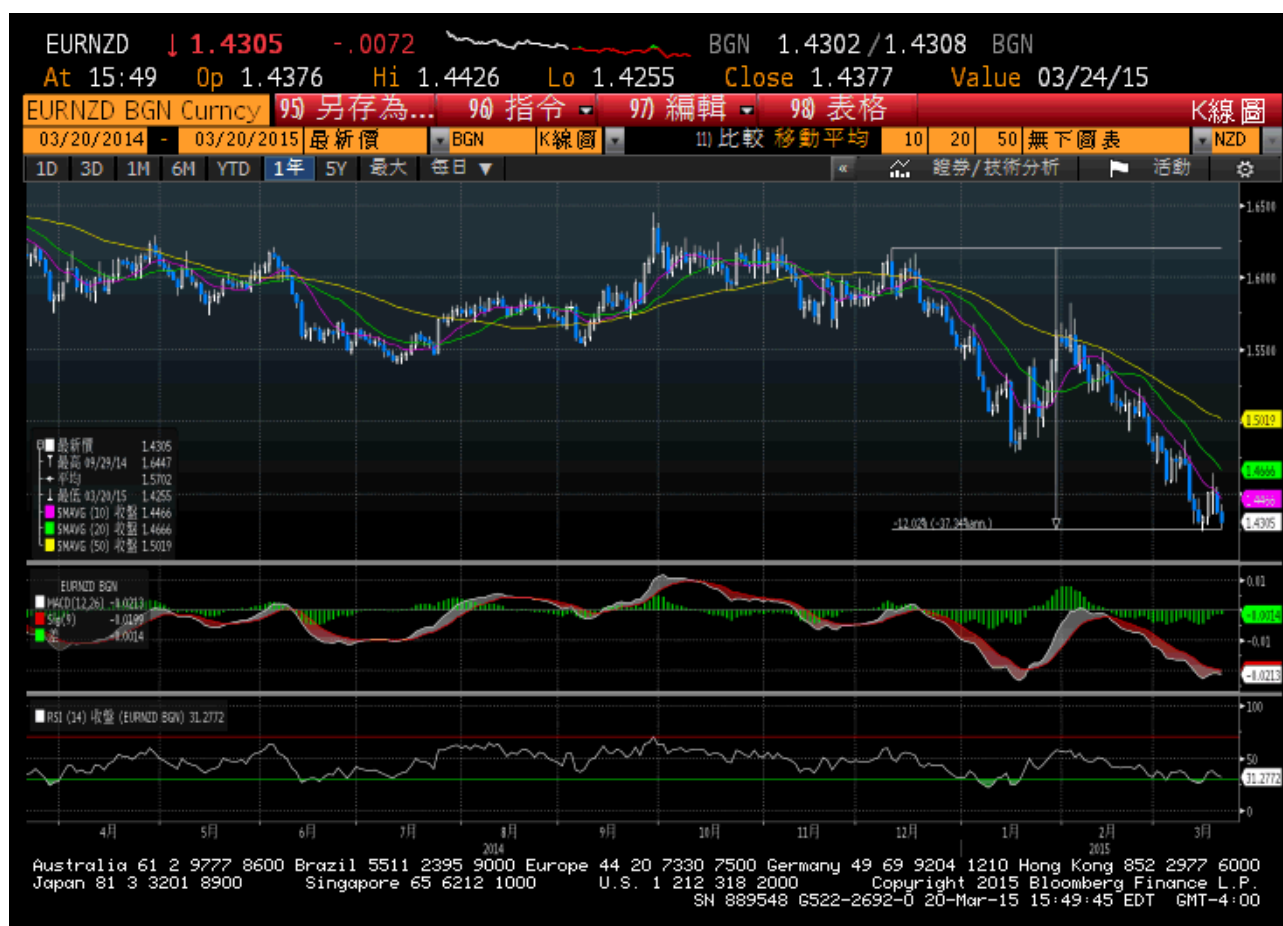 EURNZD ↓ 1.4305 -.0072 BGN 1.4302/1.4308 BGN
At 15:49 Op 1.4376 Hi 1.4426 Lo 1.4255 Close 1.4377 Value 03/24/15
EURNZD BGN Curncy 95) 另存為... 96) 指令 97) 編輯 98) 表格 K線圖
03/20/2014 - 03/20/2015 最新價 BGN K線圖 11) 比較 移動平均 10 20 50 無下圖表 NZD
1D 3D 1M 6M YTD 1年 5Y 最大 每日 ▼ « 證券/技術分析 活動
1.6500
1.6000
1.5500
1.5019
1.4666
1.4466
1.4305
最新價 1.4305
最高 09/29/14 1.6447
平均 1.5702
最低 03/20/15 1.4255
SMAVG (10) 收盤 1.4466
SMAVG (20) 收盤 1.4666
SMAVG (50) 收盤 1.5019
-12.02% (-37.34%ann.)
EURNZD BGN
MACD(12,26) -0.0213
Sig(9) -0.0199
差 -0.0014
0.01
-0.0014
-0.01
-0.0213
RSI (14) 收盤 (EURNZD BGN) 31.2772
100
50
31.2772
0
4月 5月 6月 7月 8月 9月 10月 11月 12月 1月 2月 3月
2014 2015
Australia 61 2 9777 8600 Brazil 5511 2395 9000 Europe 44 20 7330 7500 Germany 49 69 9204 1210 Hong Kong 852 2977 6000
Japan 81 3 3201 8900 Singapore 65 6212 1000 U.S. 1 212 318 2000 Copyright 2015 Bloomberg Finance L.P.
SN 889548 G522-2692-0 20-Mar-15 15:49:45 EDT GMT-4:00